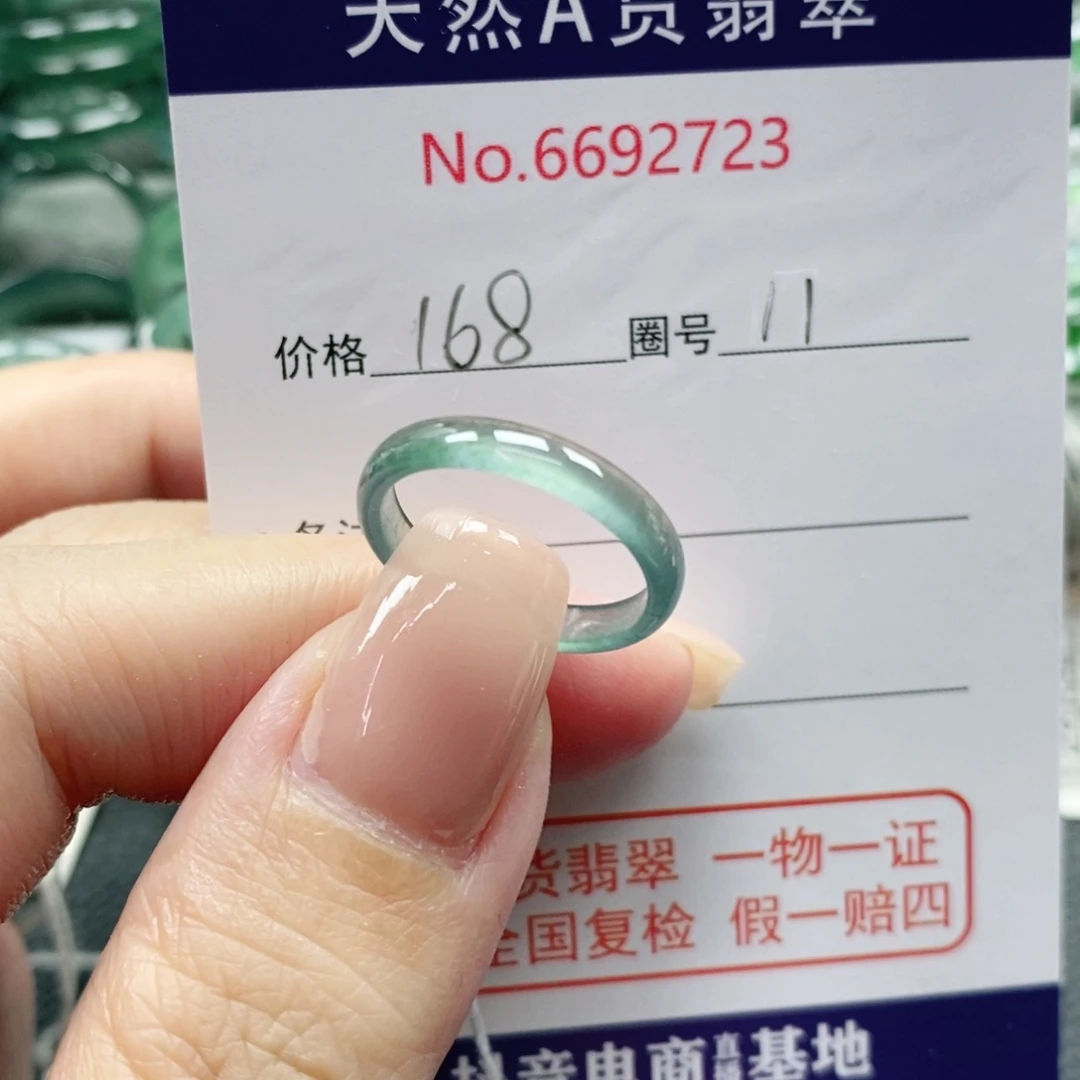 天然A货翡翠
No.6692723
价格 168 圈号 11
货翡翠 一物一证
全国复检 假一赔四
抖音电商直播基地